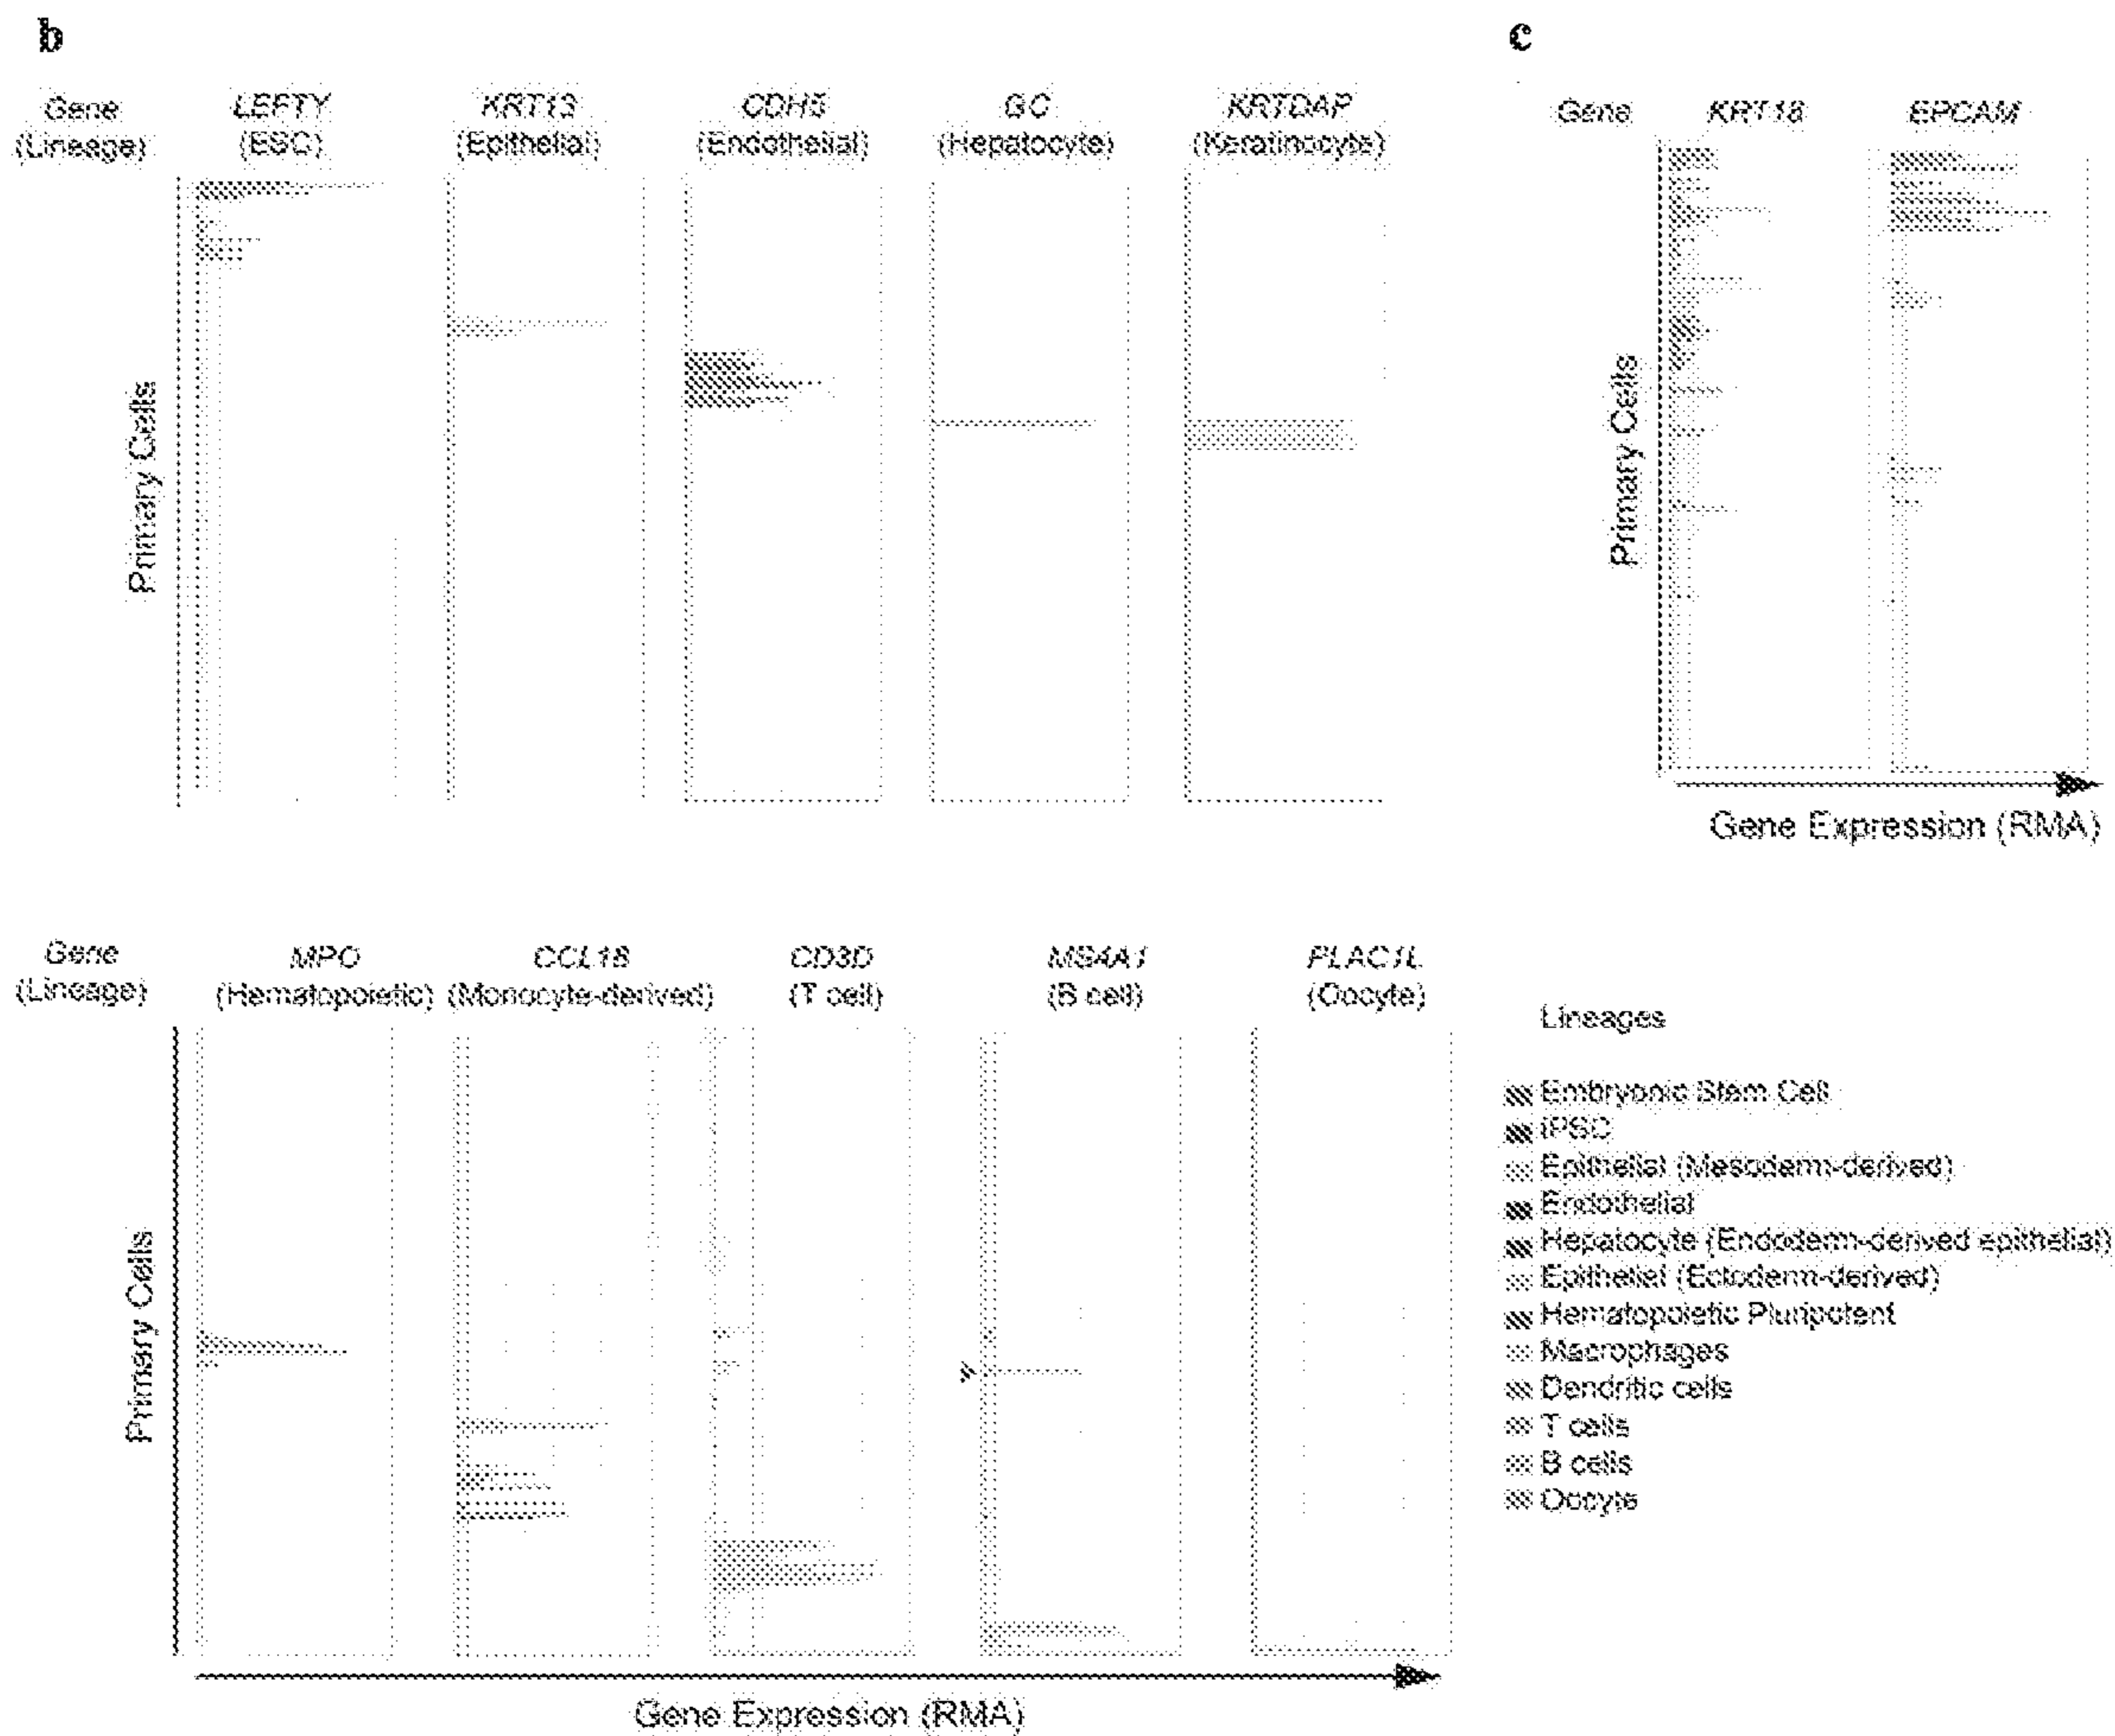 b
Gene LEFTY KRT13 CDH5 GC KRTDAP
(Lineage) (ESC) (Epithelial) (Endothelial) (Hepatocyte) (Keratinocyte)
Primary Cells
c
Gene KRT18 EPCAM
Primary Cells
Gene Expression (RMA)
Gene MPO CCL18 CD3D MS4A1 PLAC1L
(Lineage) (Hematopoietic) (Monocyte-derived) (T cell) (B cell) (Oocyte)
Primary Cells
Gene Expression (RMA)
Lineages
Embryonic Stem Cell
iPSC
Epithelial (Mesoderm-derived)
Endothelial
Hepatocyte (Endoderm-derived epithelial)
Epithelial (Ectoderm-derived)
Hematopoietic Pluripotent
Macrophages
Dendritic cells
T cells
B cells
Oocyte